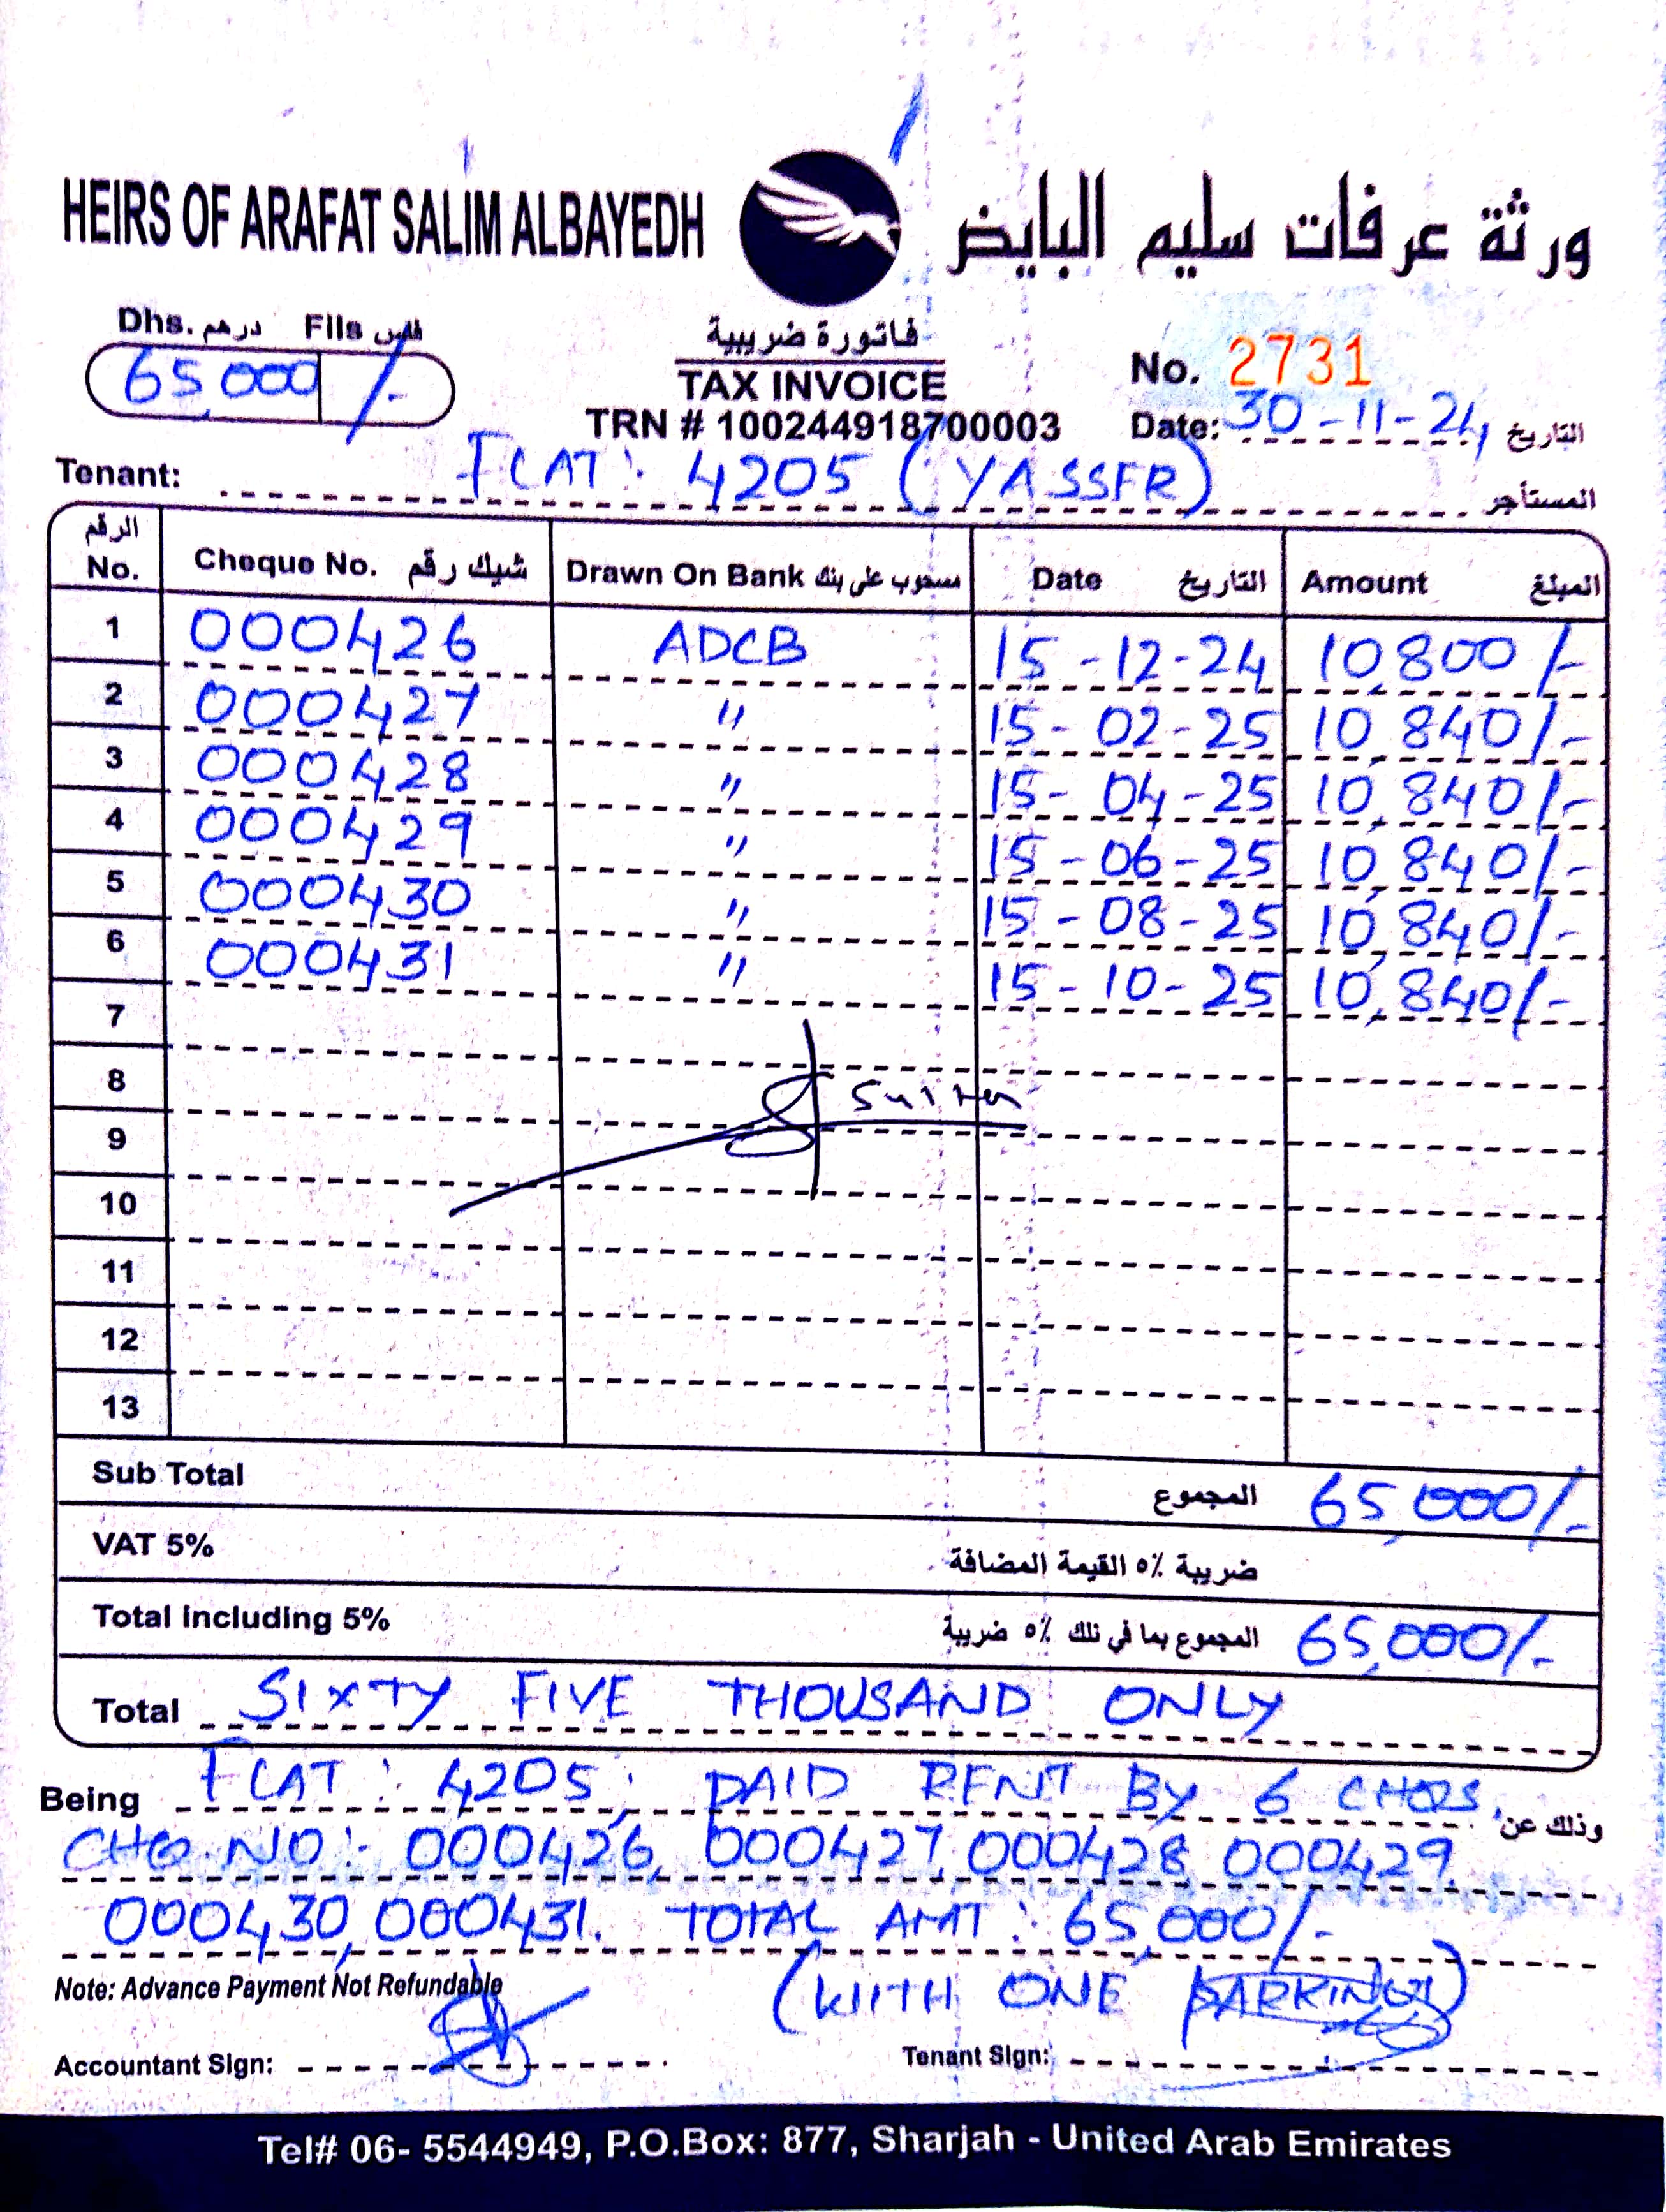 HEIRS OF ARAFAT SALIM ALBAYEDH ورثة عرفات سليم البايض
Dhs. درهم Fils فلس
65,000 /-
فاتورة ضريبية
TAX INVOICE
TRN # 100244918700003
No. 2731
Date: 30-11-24 التاريخ
Tenant: FLAT: 4205 (YASSER) المستأجر
الرقم No. Cheque No. شيك رقم Drawn On Bank مسحوب على بنك Date التاريخ Amount المبلغ
1 000426 ADCB 15-12-24 10,800/-
2 000427 " 15-02-25 10,840/-
3 000428 " 15-04-25 10,840/-
4 000429 " 15-06-25 10,840/-
5 000430 " 15-08-25 10,840/-
6 000431 " 15-10-25 10,840/-
7
8
9
10
11
12
13
Sub Total المجموع 65,000/-
VAT 5% ضريبة ٥٪ القيمة المضافة
Total including 5% المجموع بما في ذلك ٥٪ ضريبة 65,000/-
Total SIXTY FIVE THOUSAND ONLY
Being FLAT: 4205, PAID RENT BY 6 CHQS, وذلك عن
CHQ.NO: 000426, 000427, 000428, 000429,
000430, 000431. TOTAL AMT: 65,000/-
Note: Advance Payment Not Refundable (WITH ONE PARKING)
Accountant Sign: Tenant Sign:
Tel# 06- 5544949, P.O.Box: 877, Sharjah - United Arab Emirates